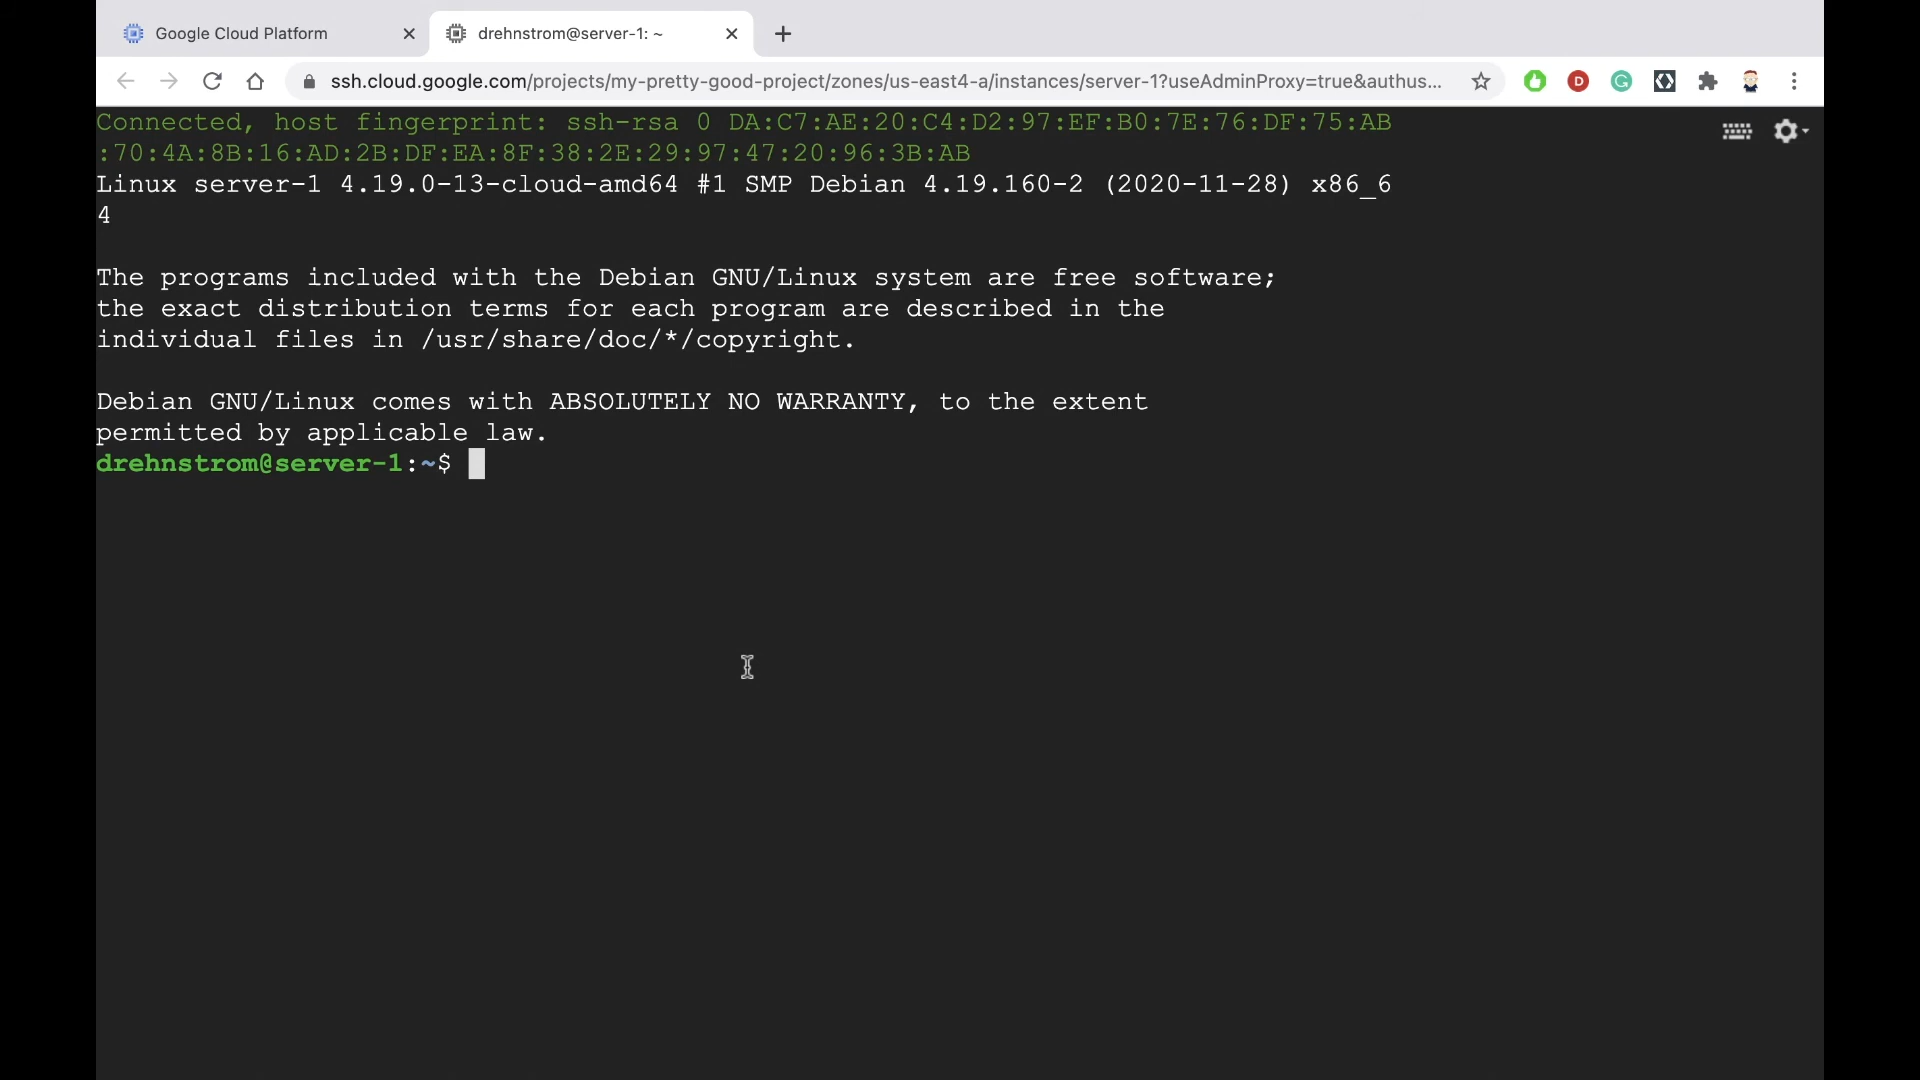 Google Cloud Platform
drehnstrom@server-1: ~
ssh.cloud.google.com/projects/my-pretty-good-project/zones/us-east4-a/instances/server-1?useAdminProxy=true&authus...
Connected, host fingerprint: ssh-rsa 0 DA:C7:AE:20:C4:D2:97:EF:B0:7E:76:DF:75:AB
:70:4A:8B:16:AD:2B:DF:EA:8F:38:2E:29:97:47:20:96:3B:AB
Linux server-1 4.19.0-13-cloud-amd64 #1 SMP Debian 4.19.160-2 (2020-11-28) x86_6
4
The programs included with the Debian GNU/Linux system are free software;
the exact distribution terms for each program are described in the
individual files in /usr/share/doc/*/copyright.
Debian GNU/Linux comes with ABSOLUTELY NO WARRANTY, to the extent
permitted by applicable law.
drehnstrom@server-1:~$